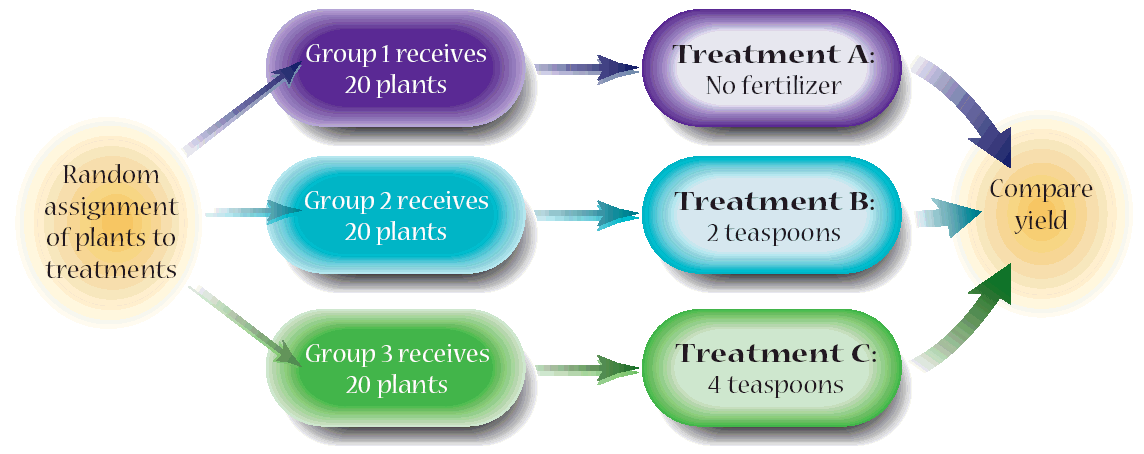 Random
assignment
of plants to
treatments
Group 1 receives
20 plants
Treatment A:
No fertilizer
Group 2 receives
20 plants
Treatment B:
2 teaspoons
Group 3 receives
20 plants
Treatment C:
4 teaspoons
Compare
yield